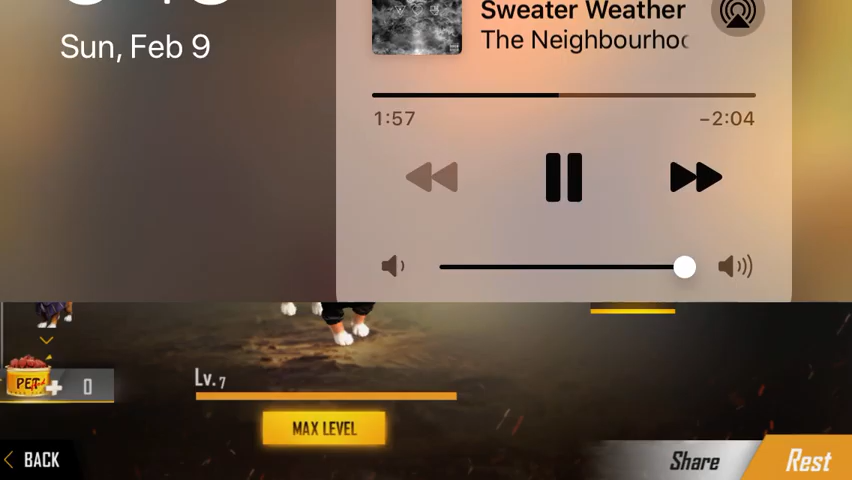 Sweater Weather
Sun, Feb 9
The Neighbourhoo
1:57
-2:04
PET
0
Lv. 7
MAX LEVEL
BACK
Share
Rest